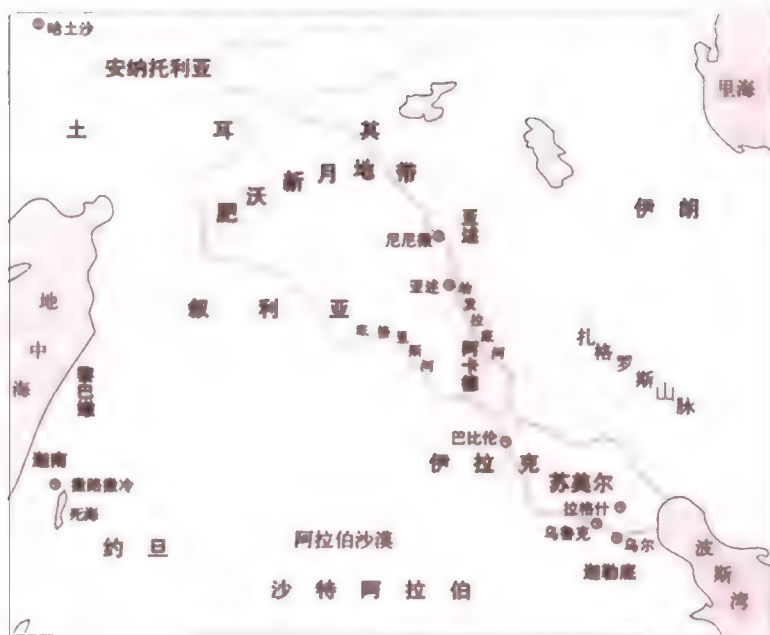 哈土沙
安纳托利亚
里海
土耳其
肥沃新月地带
伊朗
亚述
尼尼微
亚述
幼发拉底河
叙利亚
底格里斯河
阿卡德
扎格罗斯山脉
地中海
黎巴嫩
巴比伦
伊拉克
迦南
苏美尔
耶路撒冷
拉格什
死海
乌鲁克
乌尔
约旦
阿拉伯沙漠
迦勒底
波斯湾
沙特阿拉伯